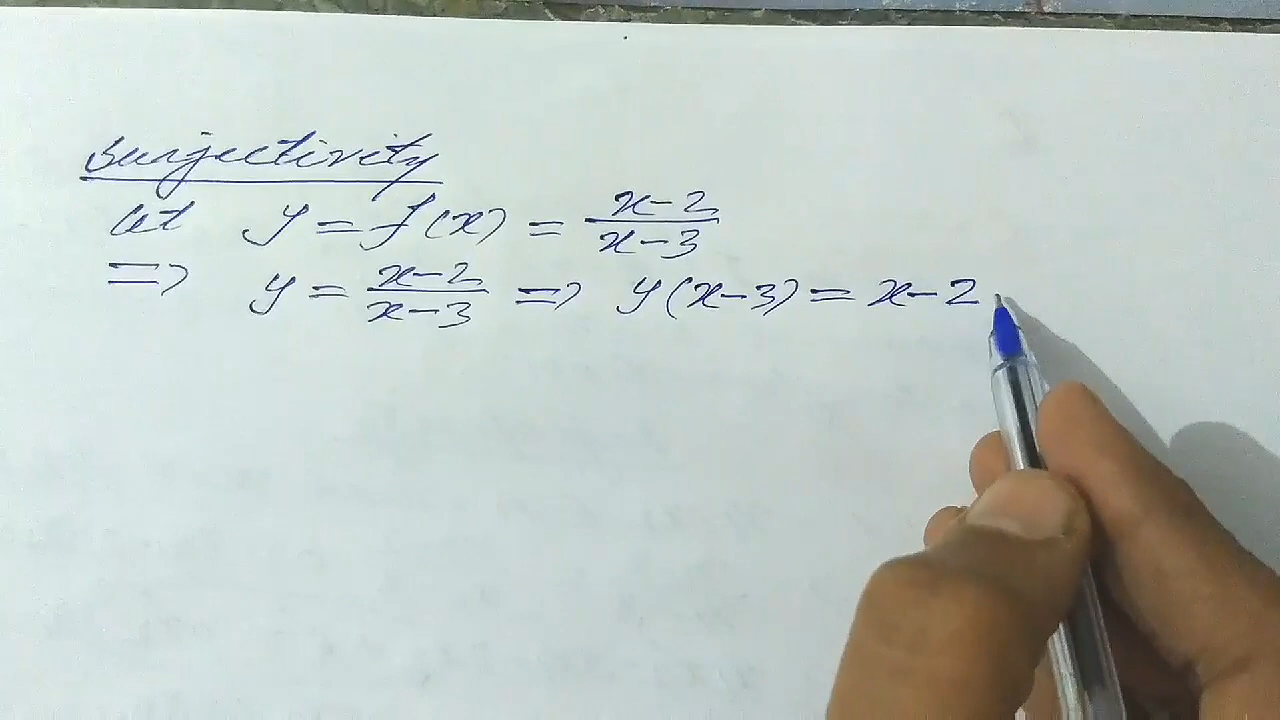 Surjectivity
Let y = f(x) = x-2/x-3
=> y = x-2/x-3 => y(x-3) = x-2